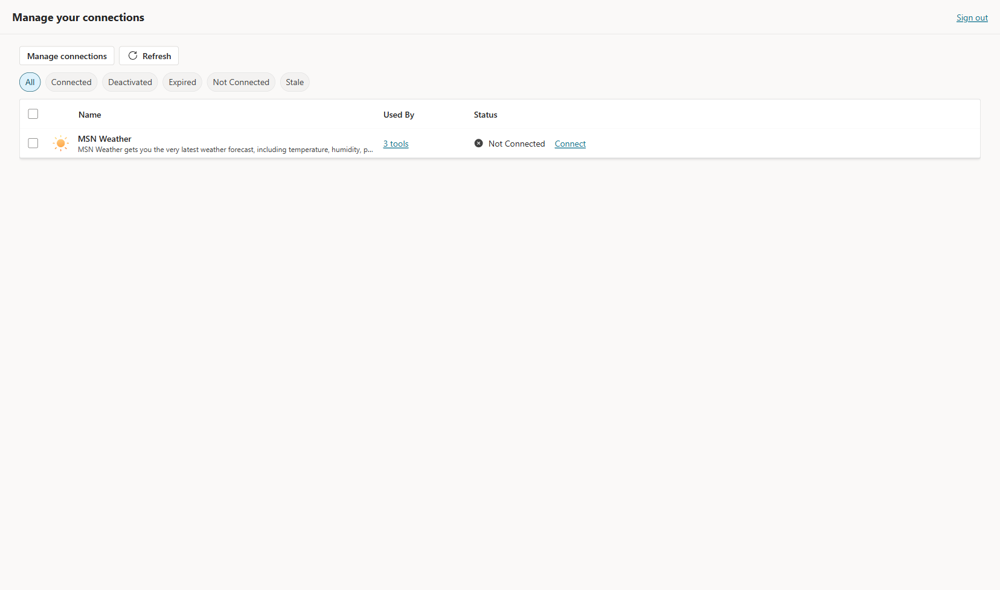 Manage your connections
Sign out
Manage connections
Refresh
All
Connected
Deactivated
Expired
Not Connected
Stale
Name
Used By
Status
MSN Weather
MSN Weather gets you the very latest weather forecast, including temperature, humidity, p...
3 tools
Not Connected
Connect